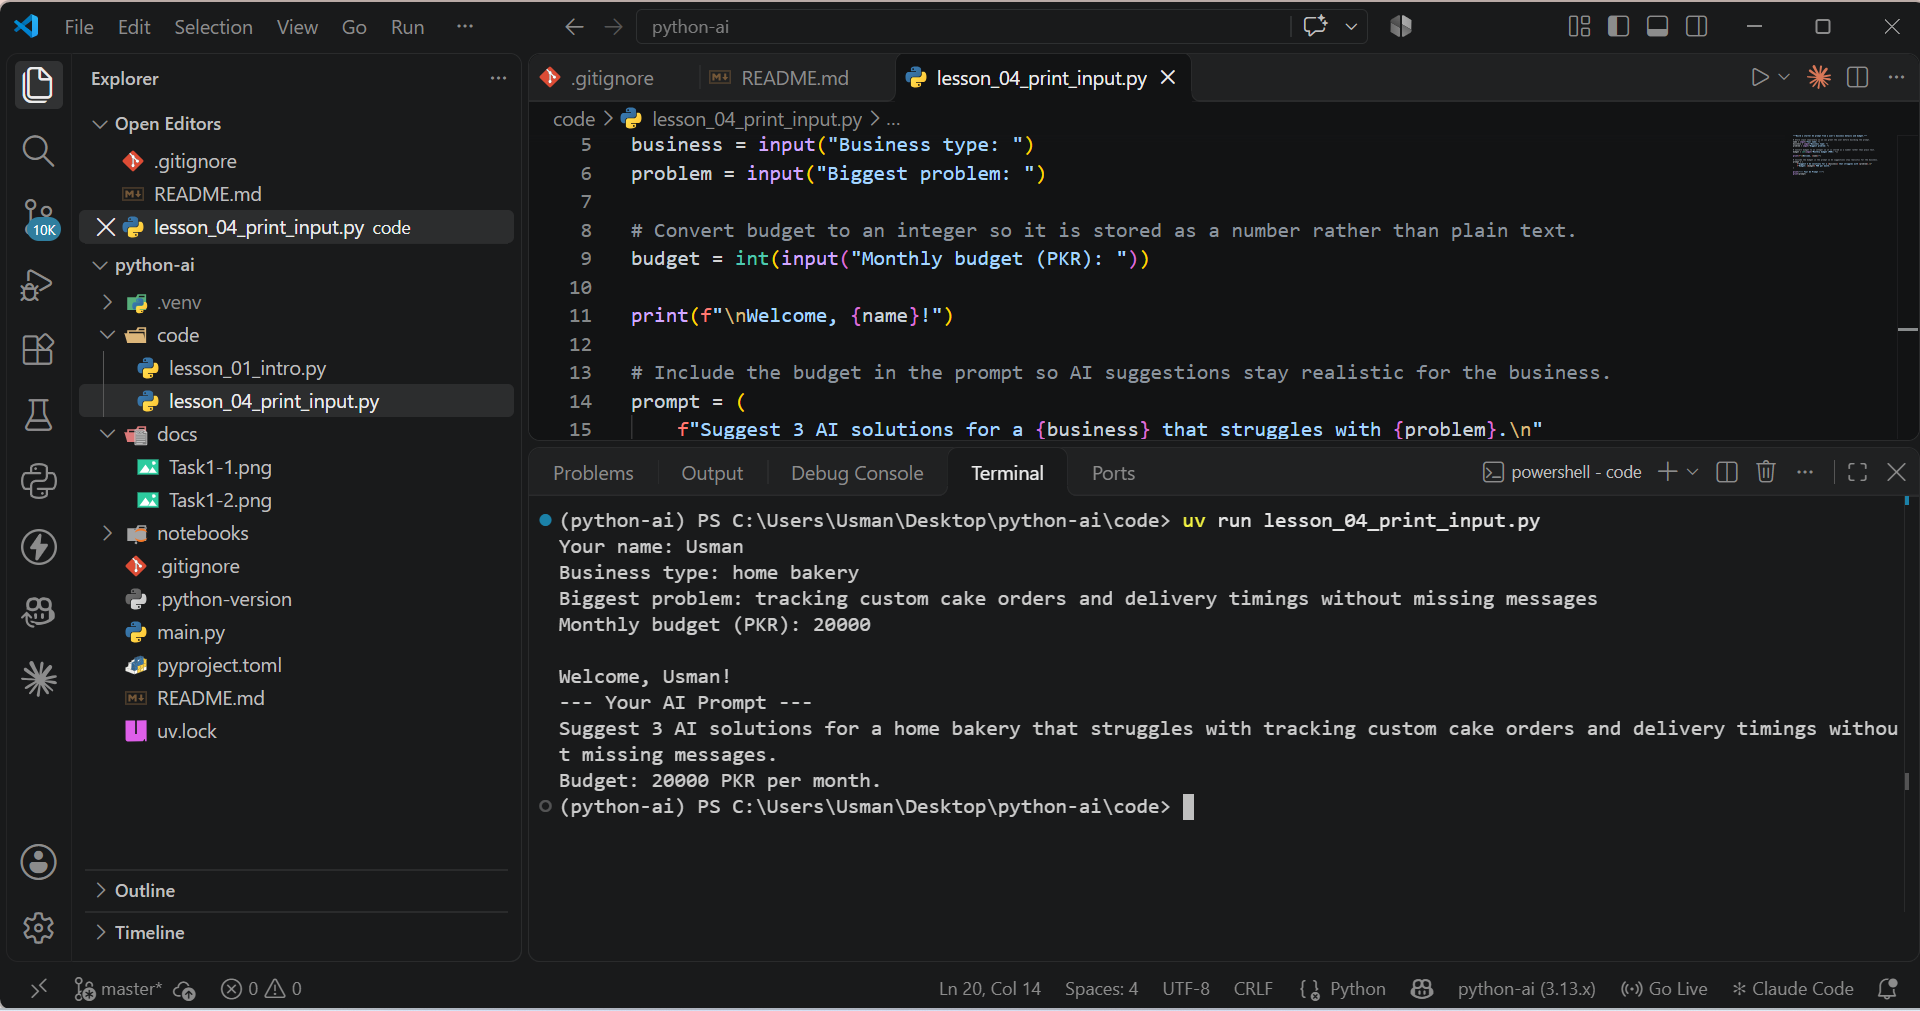 File Edit Selection View Go Run ···
python-ai
Explorer
Open Editors
.gitignore
README.md
lesson_04_print_input.py code
python-ai
.venv
code
lesson_01_intro.py
lesson_04_print_input.py
docs
Task1-1.png
Task1-2.png
notebooks
.gitignore
.python-version
main.py
pyproject.toml
README.md
uv.lock
Outline
Timeline
10K
.gitignore README.md lesson_04_print_input.py
code > lesson_04_print_input.py > ...
5 business = input("Business type: ")
6 problem = input("Biggest problem: ")
7
8 # Convert budget to an integer so it is stored as a number rather than plain text.
9 budget = int(input("Monthly budget (PKR): "))
10
11 print(f"\nWelcome, {name}!")
12
13 # Include the budget in the prompt so AI suggestions stay realistic for the business.
14 prompt = (
15 f"Suggest 3 AI solutions for a {business} that struggles with {problem}.\n"
Problems Output Debug Console Terminal Ports
powershell - code
(python-ai) PS C:\Users\Usman\Desktop\python-ai\code> uv run lesson_04_print_input.py
Your name: Usman
Business type: home bakery
Biggest problem: tracking custom cake orders and delivery timings without missing messages
Monthly budget (PKR): 20000
Welcome, Usman!
--- Your AI Prompt ---
Suggest 3 AI solutions for a home bakery that struggles with tracking custom cake orders and delivery timings withou
t missing messages.
Budget: 20000 PKR per month.
(python-ai) PS C:\Users\Usman\Desktop\python-ai\code>
master* 0 0 Ln 20, Col 14 Spaces: 4 UTF-8 CRLF Python python-ai (3.13.x) Go Live Claude Code